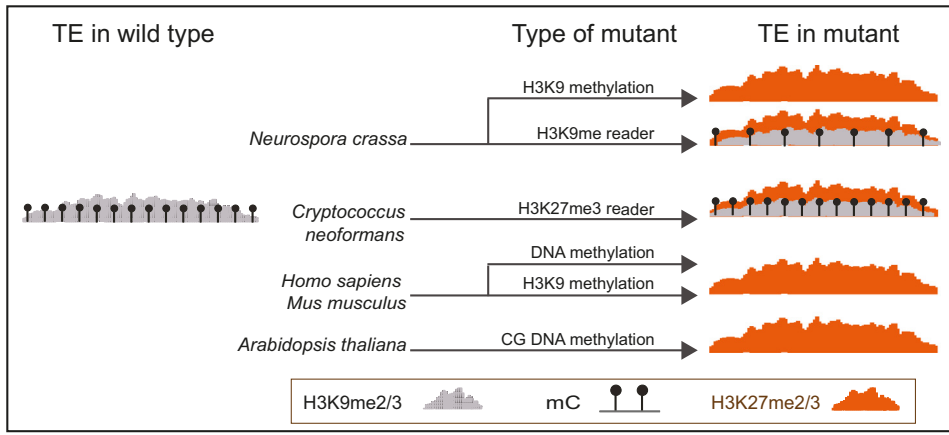 TE in wild type
Type of mutant
TE in mutant
H3K9 methylation
Neurospora crassa
H3K9me reader
Cryptococcus
neoformans
H3K27me3 reader
DNA methylation
Homo sapiens
Mus musculus
H3K9 methylation
Arabidopsis thaliana
CG DNA methylation
H3K9me2/3
mC
H3K27me2/3